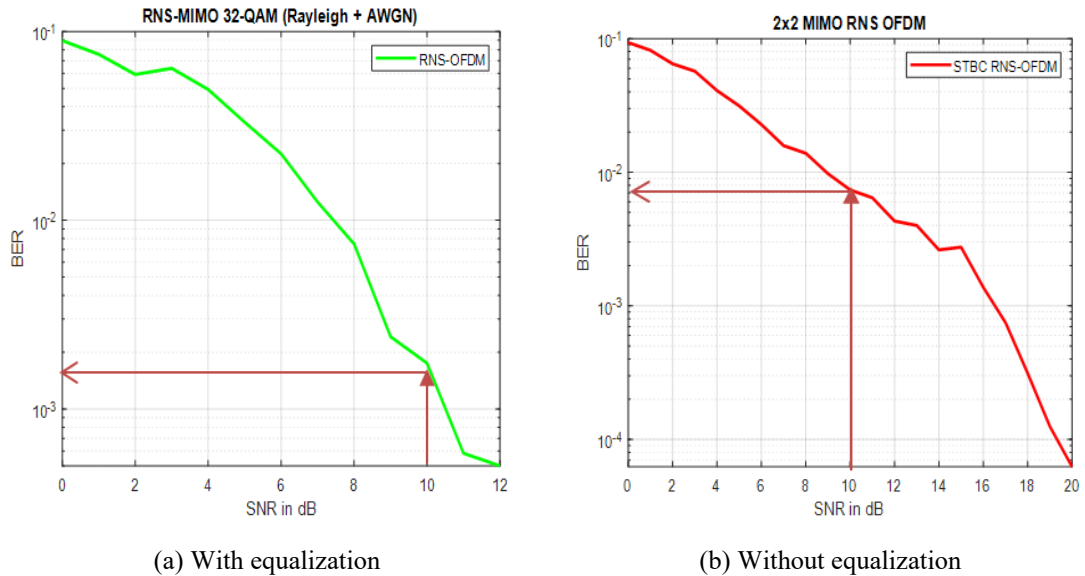 RNS-MIMO 32-QAM (Rayleigh + AWGN)
RNS-OFDM
10-1
10-2
10-3
BER
0 2 4 6 8 10 12
SNR in dB
(a) With equalization
2x2 MIMO RNS OFDM
STBC RNS-OFDM
10-1
10-2
10-3
10-4
BER
0 2 4 6 8 10 12 14 16 18 20
SNR in dB
(b) Without equalization